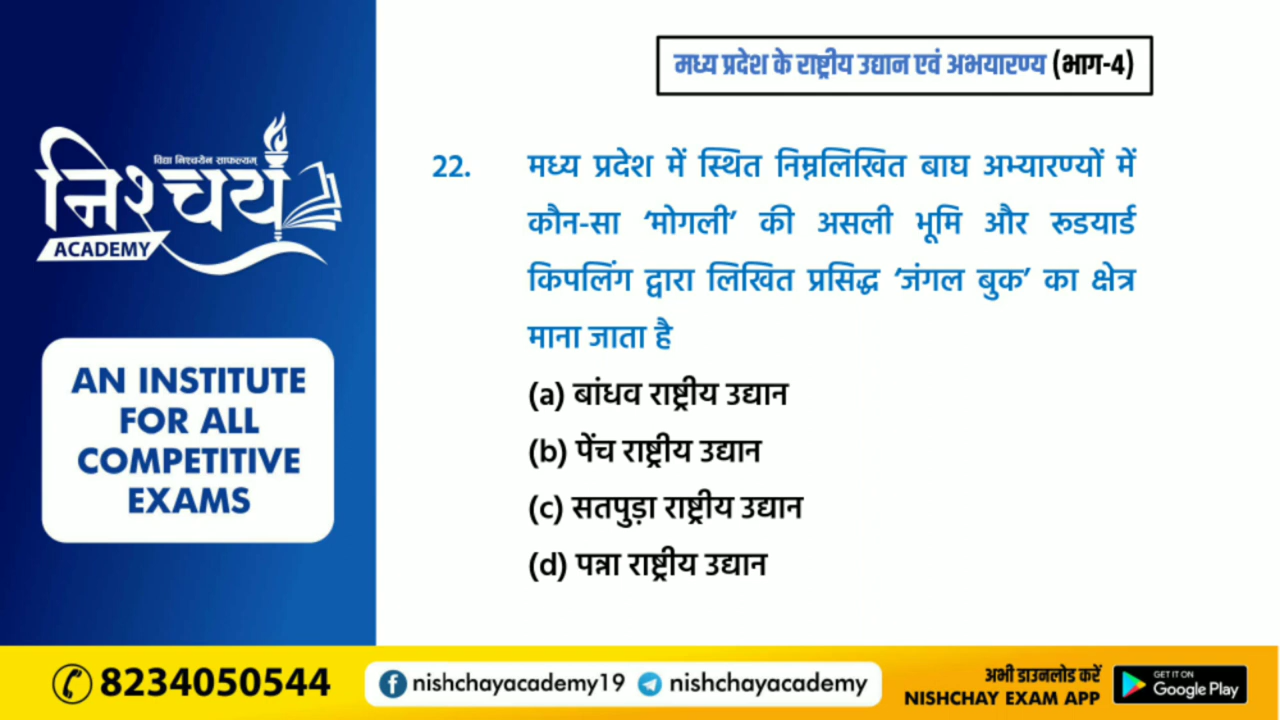 मध्य प्रदेश के राष्ट्रीय उद्यान एवं अभयारण्य (भाग-4)
विद्या निश्चयेन साफल्यम्
निश्चय
ACADEMY
AN INSTITUTE
FOR ALL
COMPETITIVE
EXAMS
22. मध्य प्रदेश में स्थित निम्नलिखित बाघ अभ्यारण्यों में
कौन-सा ‘मोगली’ की असली भूमि और रूडयार्ड
किपलिंग द्वारा लिखित प्रसिद्ध ‘जंगल बुक’ का क्षेत्र
माना जाता है
(a) बांधव राष्ट्रीय उद्यान
(b) पेंच राष्ट्रीय उद्यान
(c) सतपुड़ा राष्ट्रीय उद्यान
(d) पन्ना राष्ट्रीय उद्यान
8234050544
nishchayacademy19
nishchayacademy
अभी डाउनलोड करें
NISHCHAY EXAM APP
GET IT ON
Google Play